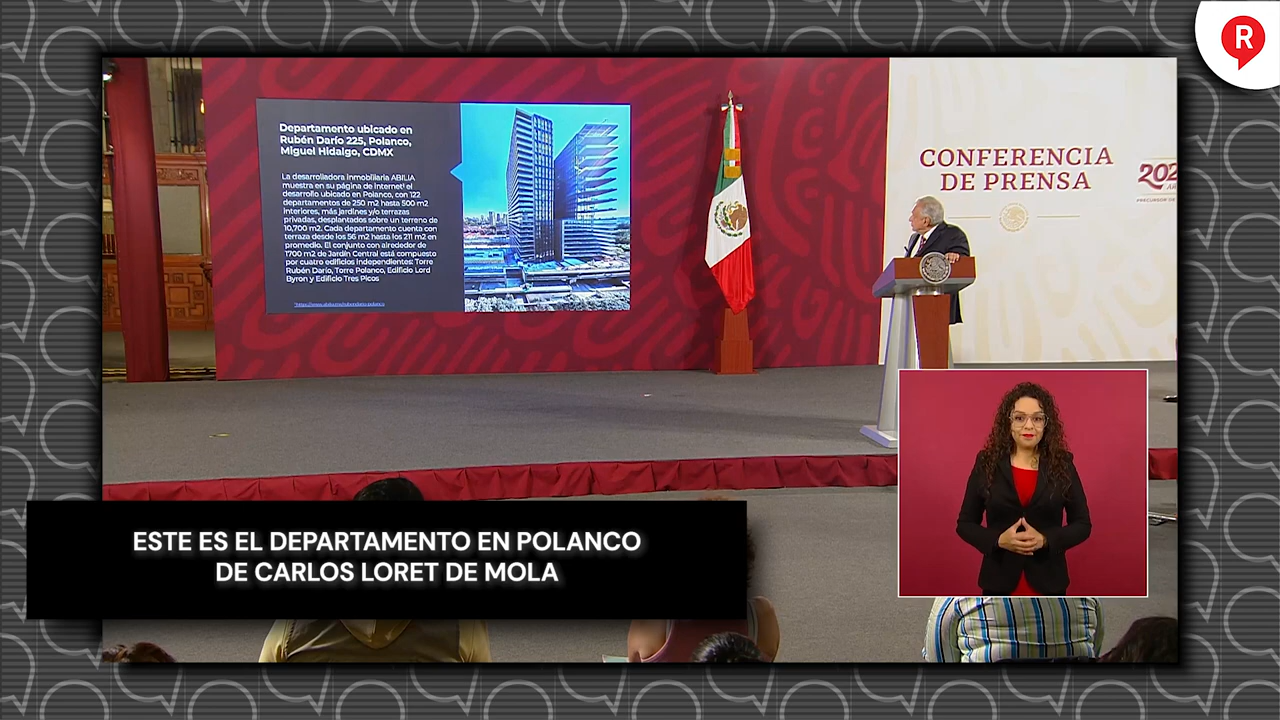 R
Departamento ubicado en
Rubén Darío 225, Polanco,
Miguel Hidalgo, CDMX
La desarrolladora inmobiliaria ABILIA
muestra en su página de internet¹ el
desarrollo ubicado en Polanco, con 122
departamentos de 250 m2 hasta 500 m2
interiores, más jardines y/o terrazas
privadas, desplantados sobre un terreno de
10,700 m2. Cada departamento cuenta con
terraza desde los 56 m2 hasta los 211 m2 en
promedio. El conjunto con alrededor de
1700 m2 de Jardín Central está compuesto
por cuatro edificios independientes: Torre
Rubén Darío, Torre Polanco, Edificio Lord
Byron y Edificio Tres Picos
CONFERENCIA
DE PRENSA
202
ESTE ES EL DEPARTAMENTO EN POLANCO
DE CARLOS LORET DE MOLA